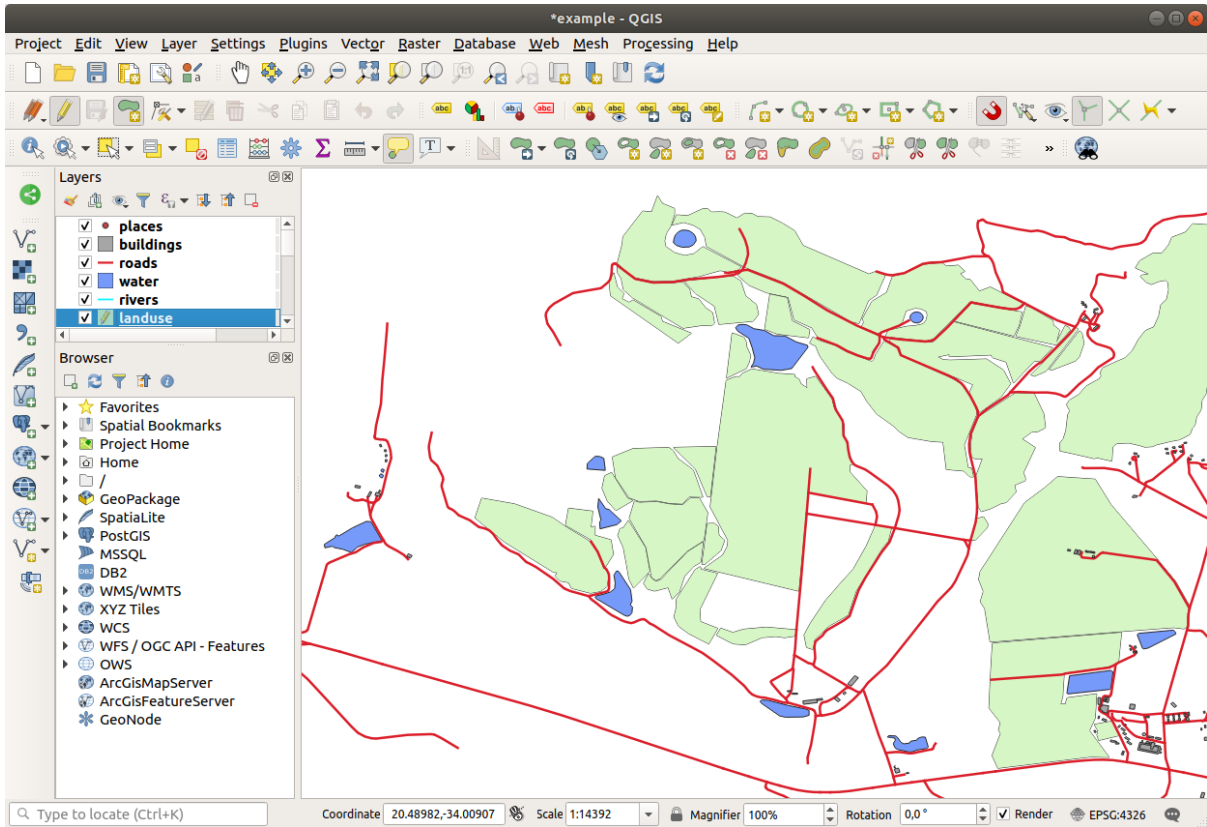 *example - QGIS
Project Edit View Layer Settings Plugins Vector Raster Database Web Mesh Processing Help
Layers
places
buildings
roads
water
rivers
landuse
Browser
Favorites
Spatial Bookmarks
Project Home
Home
/
GeoPackage
SpatiaLite
PostGIS
MSSQL
DB2
WMS/WMTS
XYZ Tiles
WCS
WFS / OGC API - Features
OWS
ArcGisMapServer
ArcGisFeatureServer
GeoNode
Type to locate (Ctrl+K) Coordinate 20.48982,-34.00907 Scale 1:14392 Magnifier 100% Rotation 0,0° Render EPSG:4326